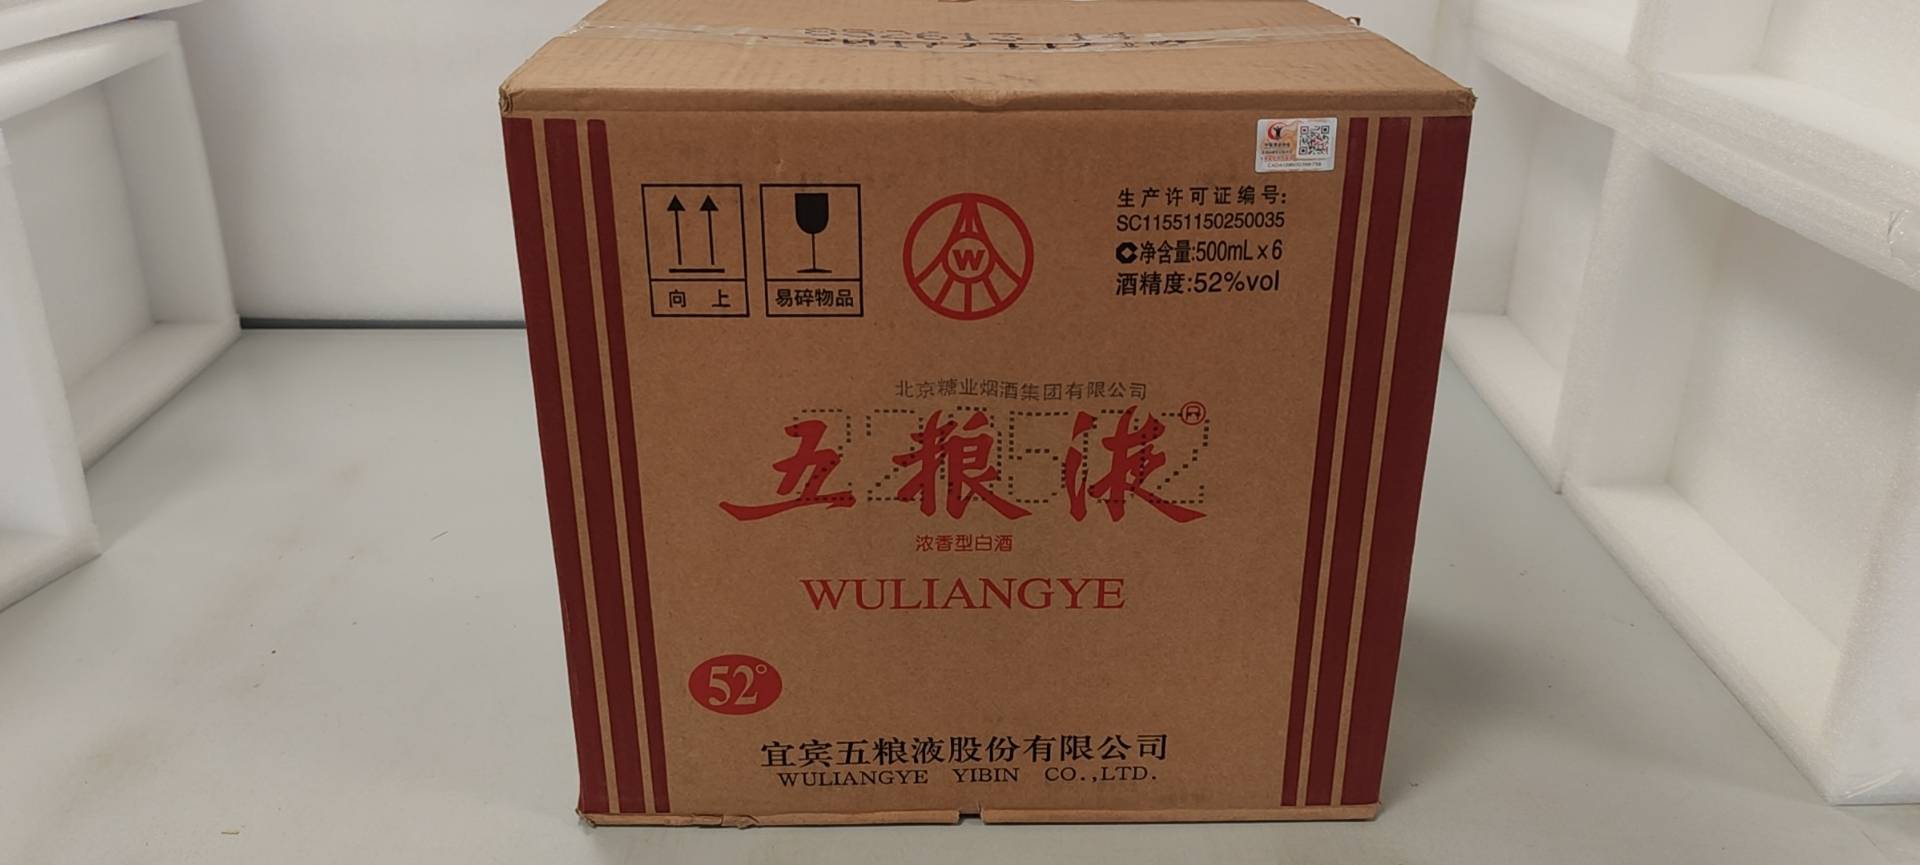 向 上
易碎物品
W
生产许可证编号:
SC11551150250035
净含量:500mL×6
酒精度:52%vol
北京糖业烟酒集团有限公司
五粮液®
浓香型白酒
WULIANGYE
52°
宜宾五粮液股份有限公司
WULIANGYE YIBIN CO.,LTD.